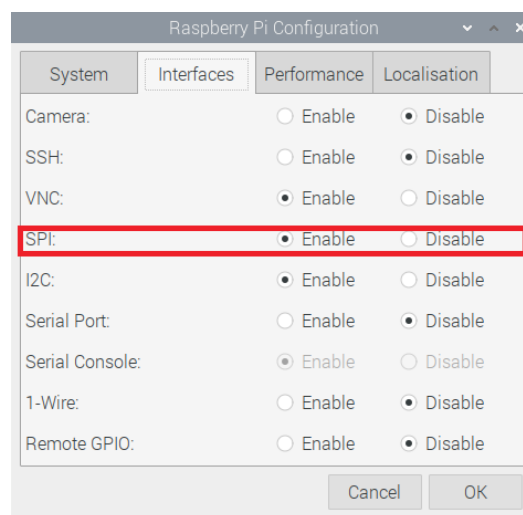 Raspberry Pi Configuration
System Interfaces Performance Localisation
Camera: Enable Disable
SSH: Enable Disable
VNC: Enable Disable
SPI: Enable Disable
I2C: Enable Disable
Serial Port: Enable Disable
Serial Console: Enable Disable
1-Wire: Enable Disable
Remote GPIO: Enable Disable
Cancel OK